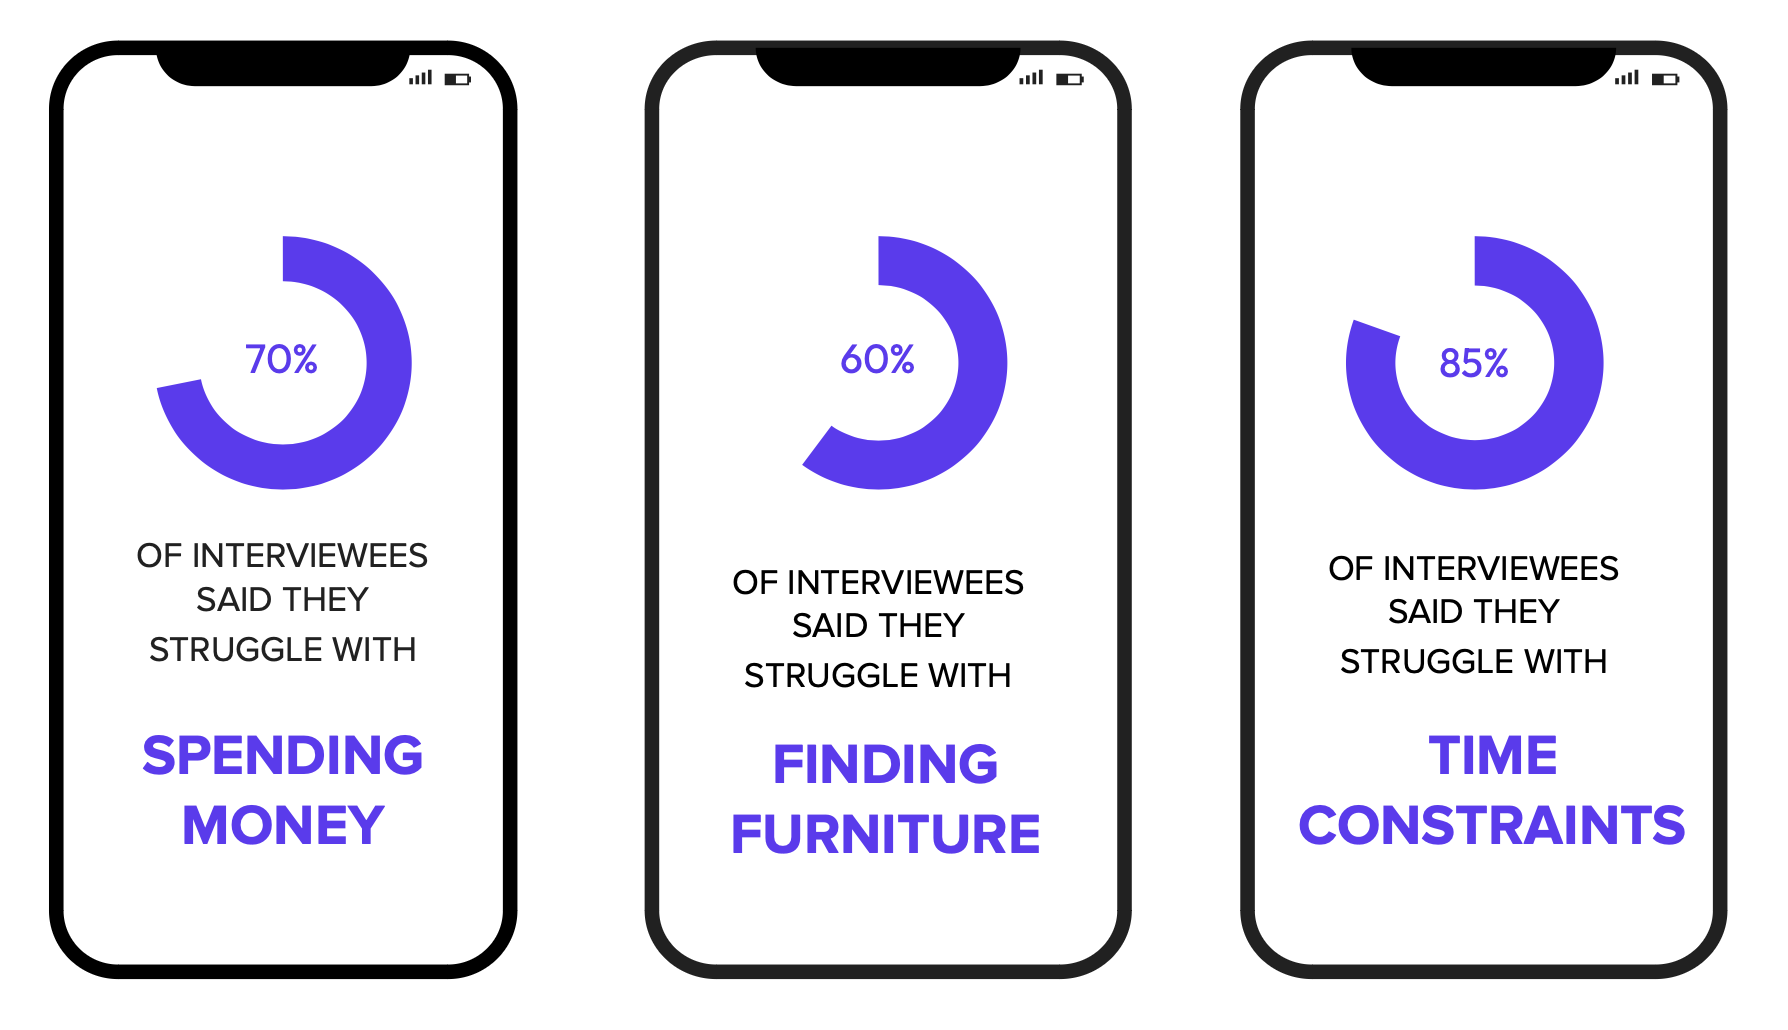 70%
OF INTERVIEWEES
SAID THEY
STRUGGLE WITH
SPENDING
MONEY
60%
OF INTERVIEWEES
SAID THEY
STRUGGLE WITH
FINDING
FURNITURE
85%
OF INTERVIEWEES
SAID THEY
STRUGGLE WITH
TIME
CONSTRAINTS